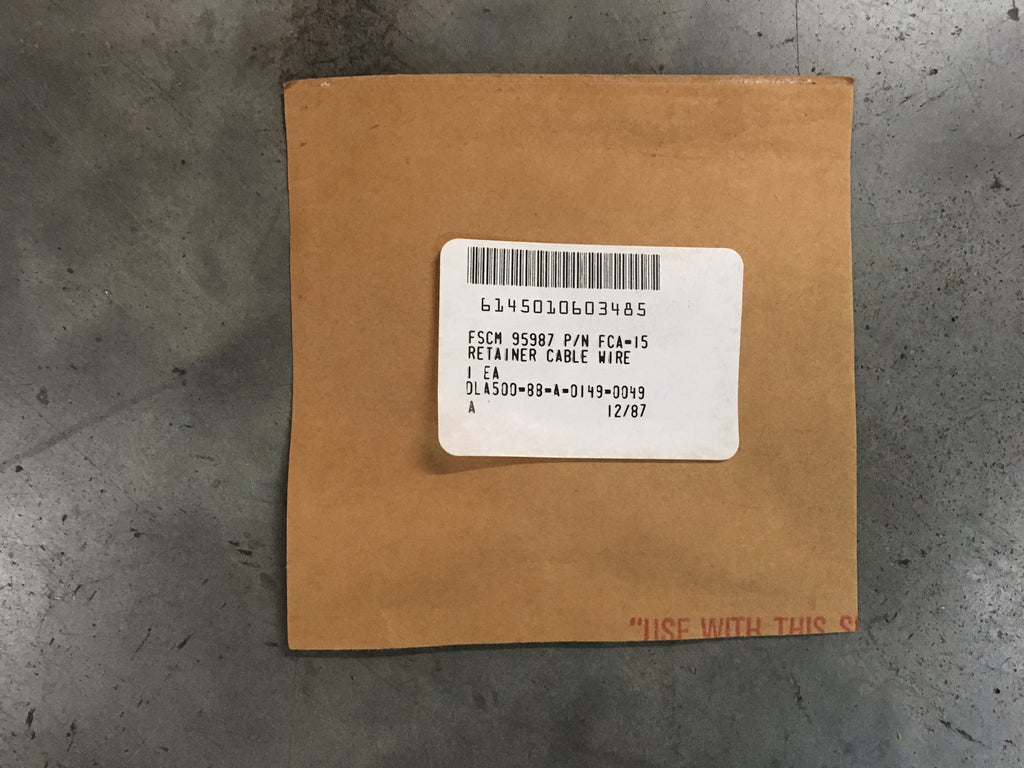 6145010603485
FSCM 95987 P/N FCA-15
RETAINER CABLE WIRE
1 EA
DLA500-88-A-0149-0049
A 12/87
"USE WITH THIS